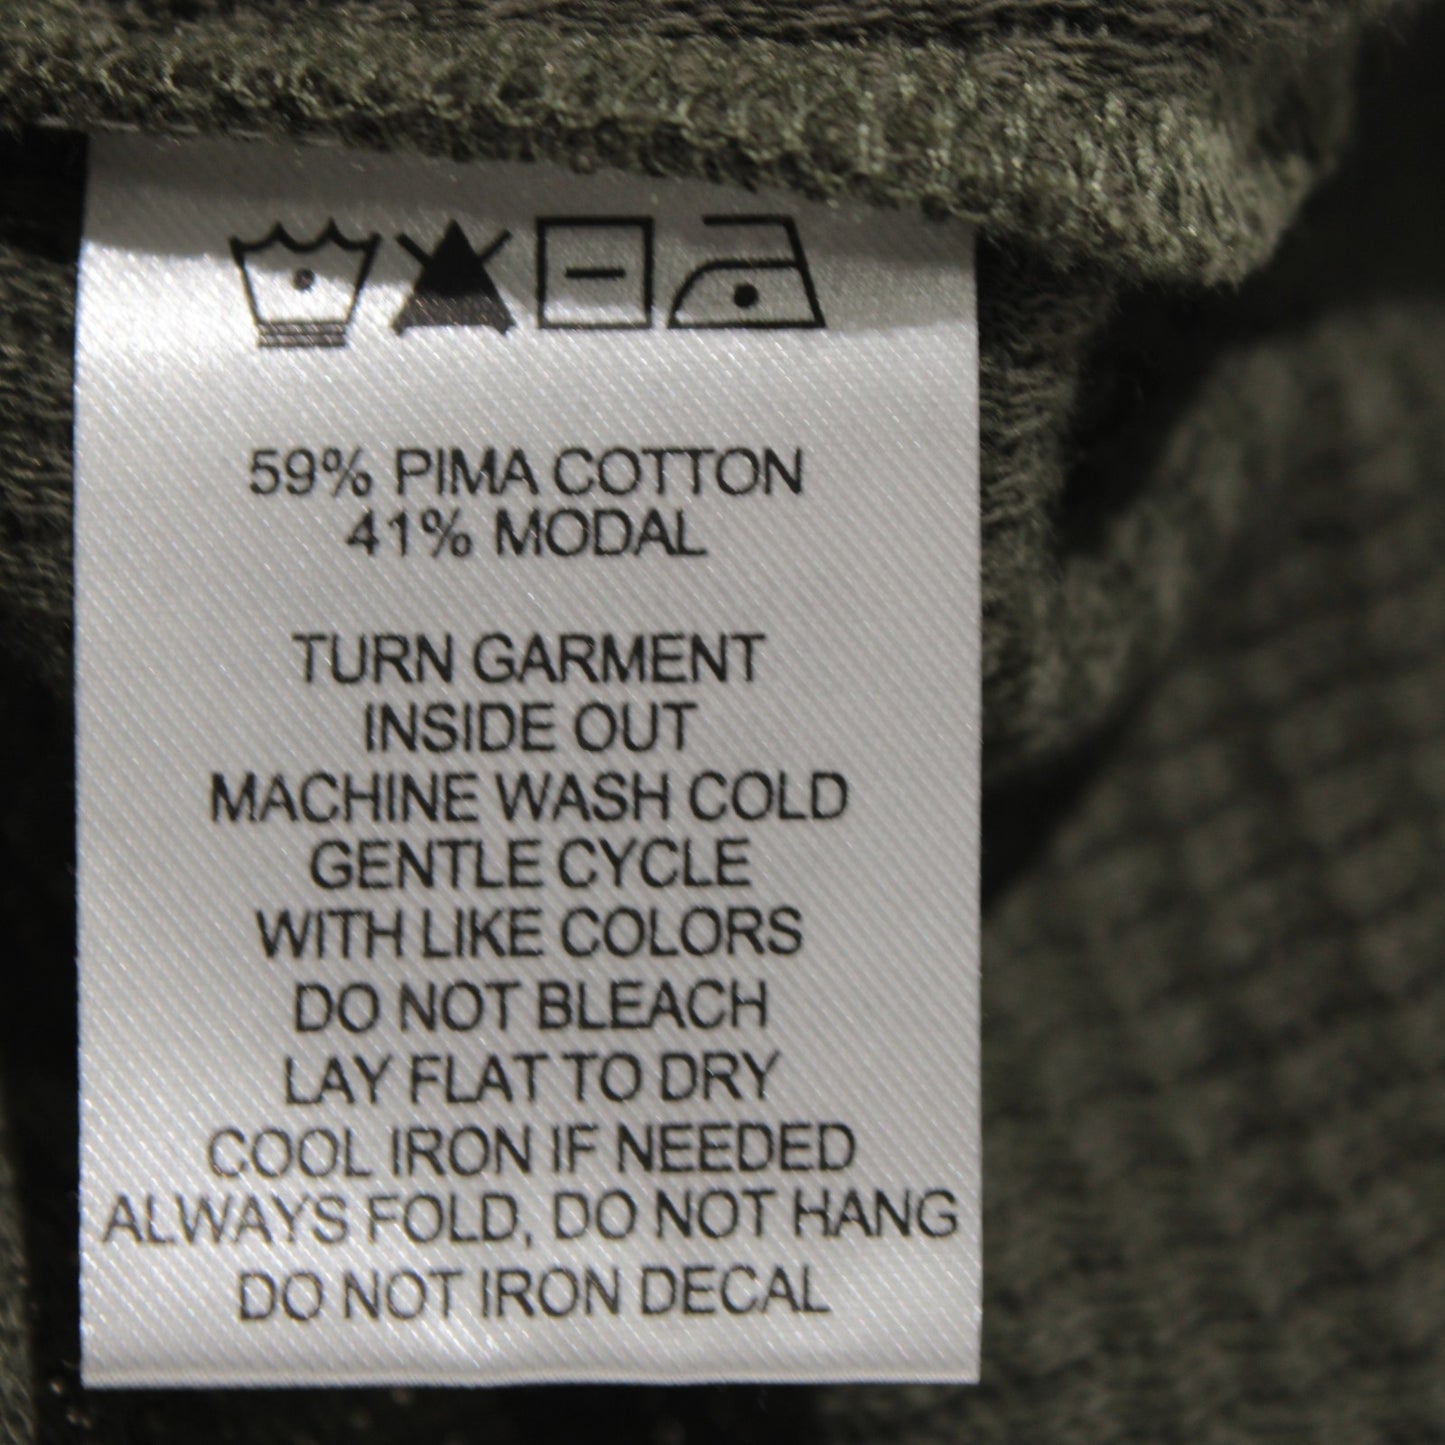 59% PIMA COTTON
41% MODAL
TURN GARMENT
INSIDE OUT
MACHINE WASH COLD
GENTLE CYCLE
WITH LIKE COLORS
DO NOT BLEACH
LAY FLAT TO DRY
COOL IRON IF NEEDED
ALWAYS FOLD, DO NOT HANG
DO NOT IRON DECAL